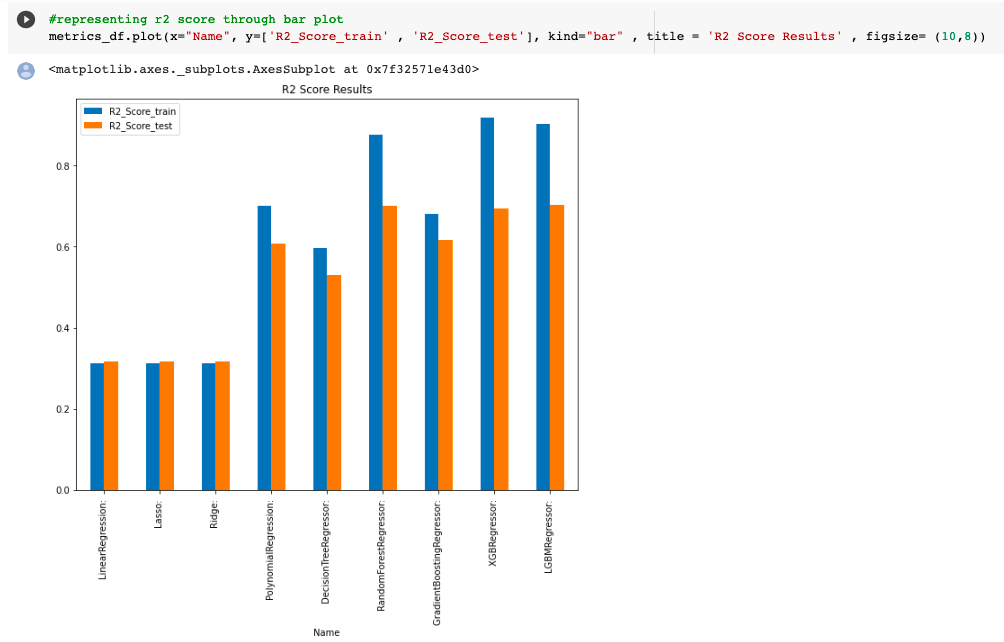 #representing r2 score through bar plot
metrics_df.plot(x="Name", y=['R2_Score_train' , 'R2_Score_test'], kind="bar" , title = 'R2 Score Results' , figsize= (10,8))
<matplotlib.axes._subplots.AxesSubplot at 0x7f32571e43d0>
R2 Score Results
R2_Score_train
R2_Score_test
0.8
0.6
0.4
0.2
0.0
LinearRegression:
Lasso:
Ridge:
PolynomialRegression:
DecisionTreeRegressor:
RandomForestRegressor:
GradientBoostingRegressor:
XGBRegressor:
LGBMRegressor:
Name